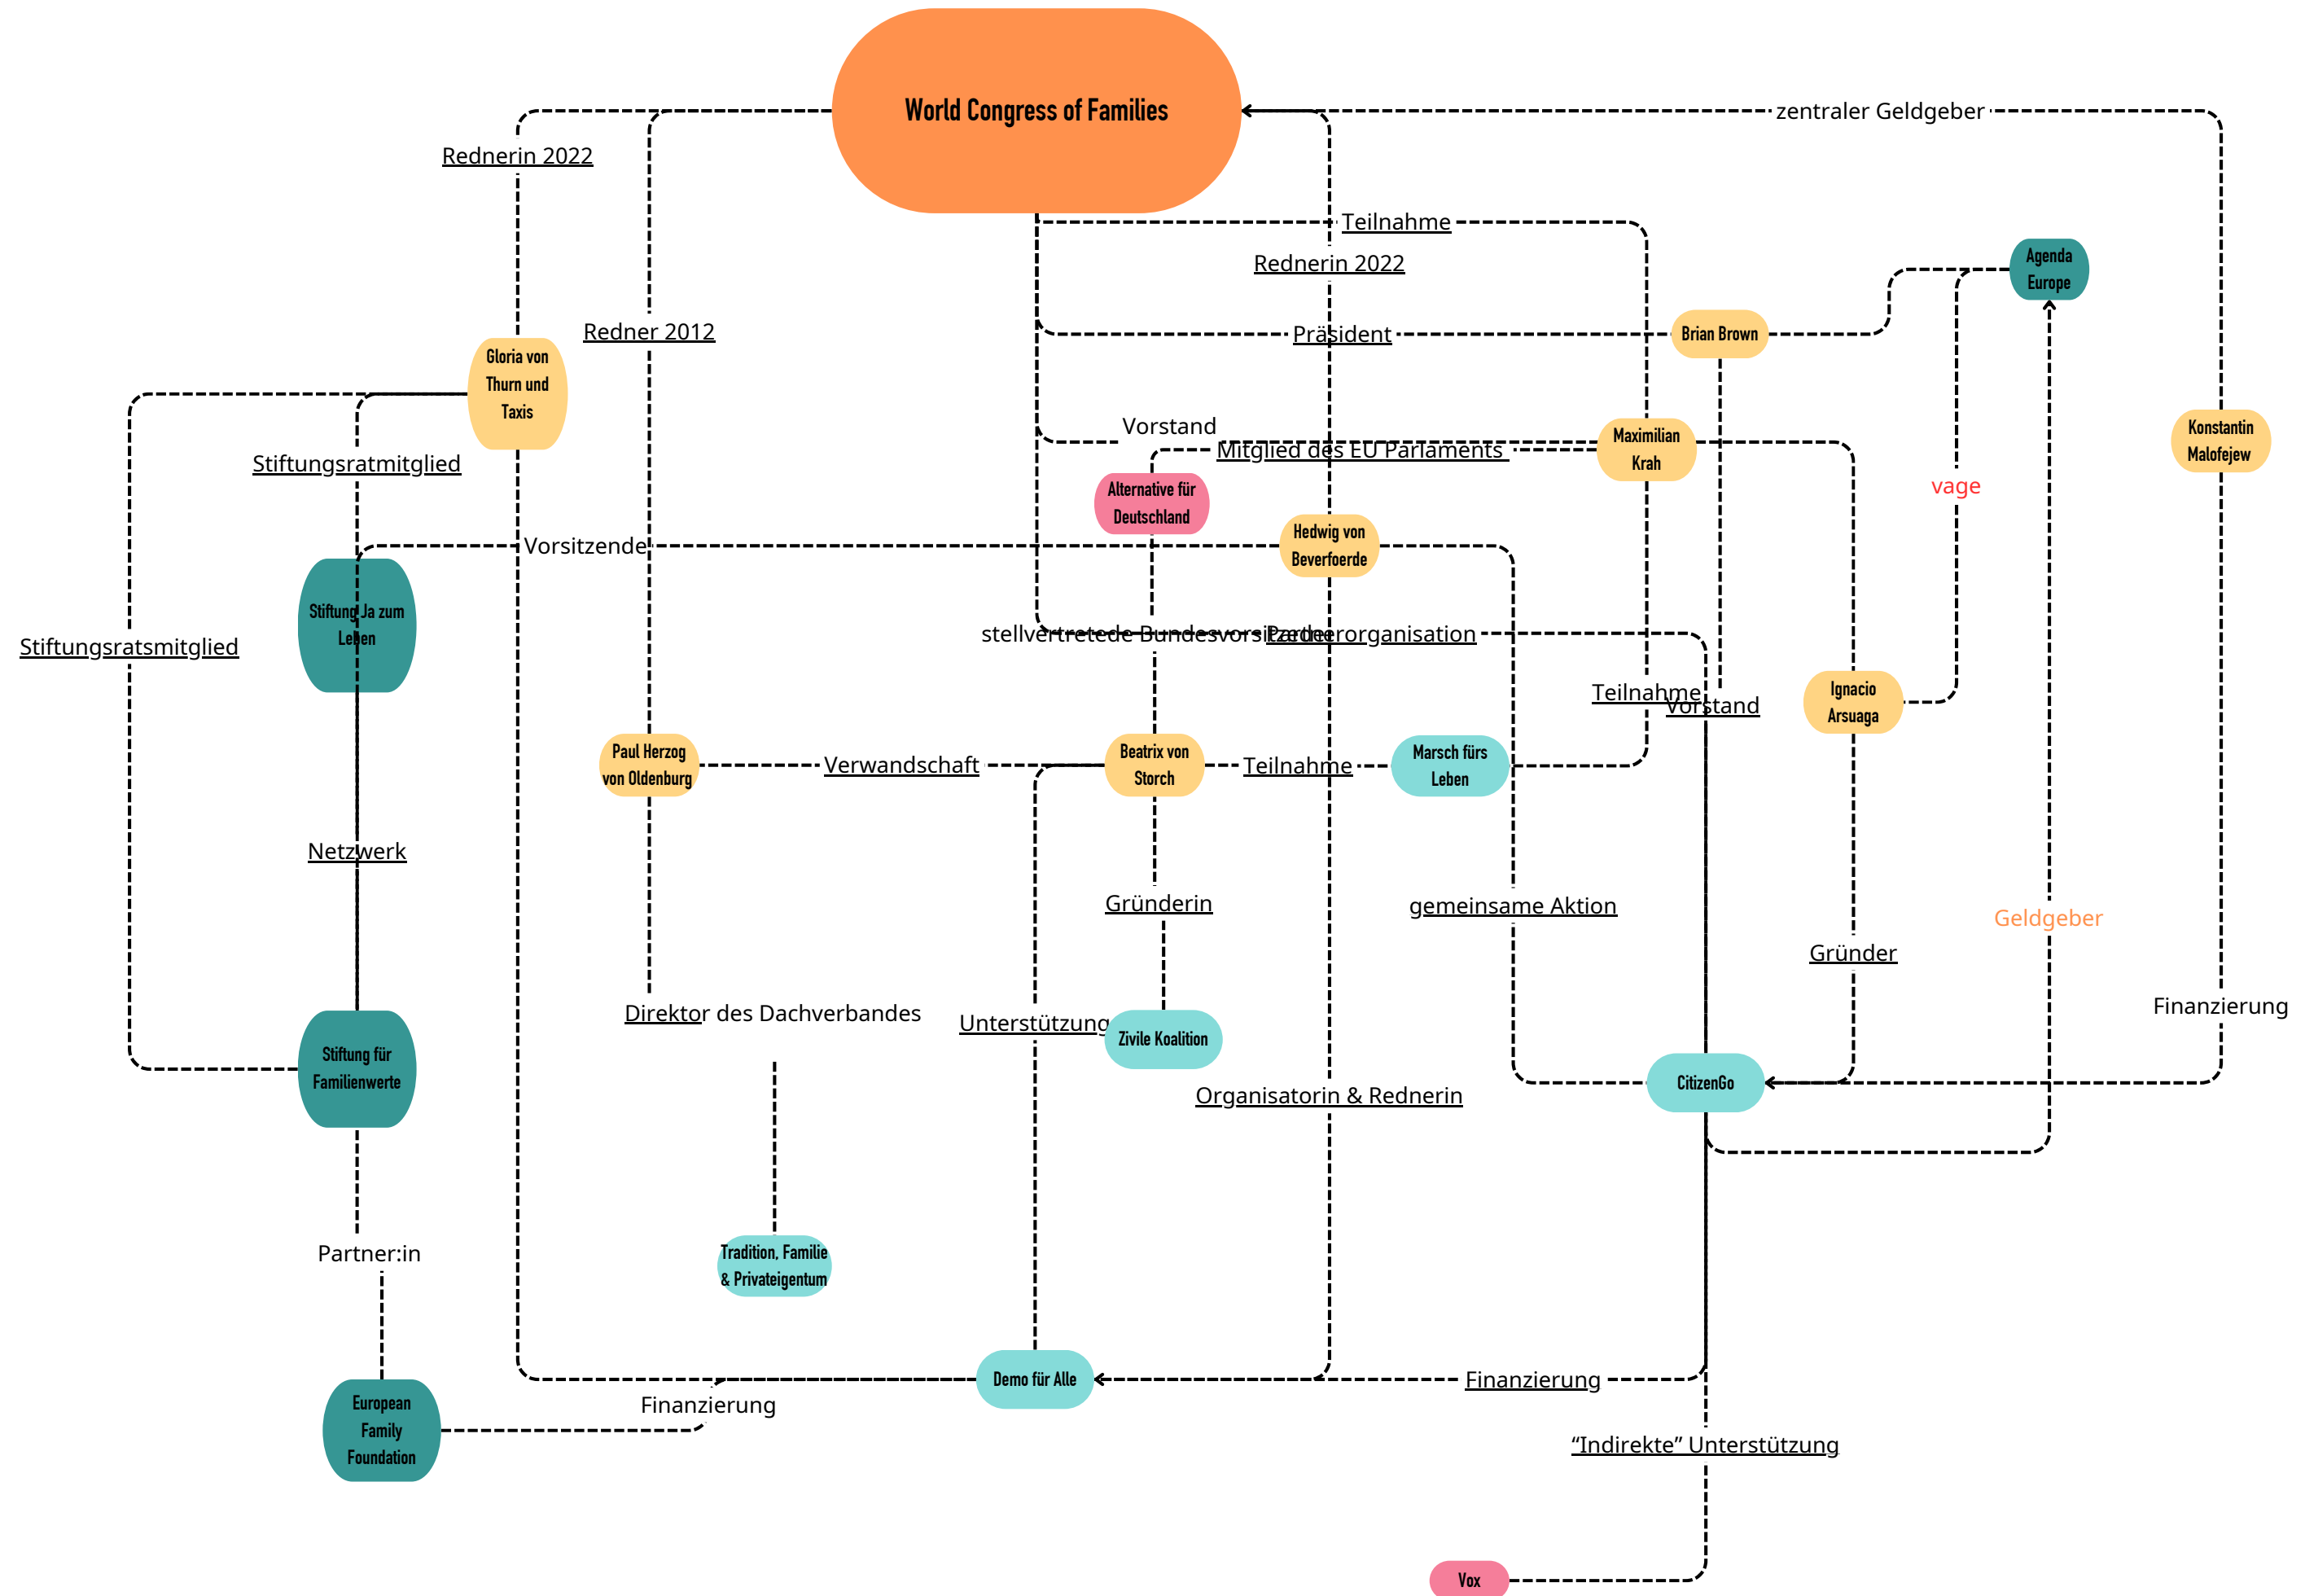 World Congress of Families
zentraler Geldgeber
Rednerin 2022
Teilnahme
Rednerin 2022
Agenda
Europe
Redner 2012
Präsident
Brian Brown
Gloria von
Thurn und
Taxis
Vorstand
Maximilian
Krah
Konstantin
Malofejew
Mitglied des EU Parlaments
Stiftungsratmitglied
vage
Alternative für
Deutschland
Vorsitzende
Hedwig von
Beverfoerde
Stiftung Ja zum
Leben
stellvertretede Bundesvorsitzende
Partnerorganisation
Stiftungsratsmitglied
Teilnahme
Vorstand
Ignacio
Arsuaga
Paul Herzog
von Oldenburg
Verwandschaft
Beatrix von
Storch
Teilnahme
Marsch fürs
Leben
Netzwerk
Gründerin
gemeinsame Aktion
Geldgeber
Gründer
Finanzierung
Direktor des Dachverbandes
Unterstützung
Zivile Koalition
Stiftung für
Familienwerte
CitizenGo
Organisatorin & Rednerin
Partner:in
Tradition, Familie
& Privateigentum
Demo für Alle
Finanzierung
Finanzierung
European
Family
Foundation
“Indirekte” Unterstützung
Vox